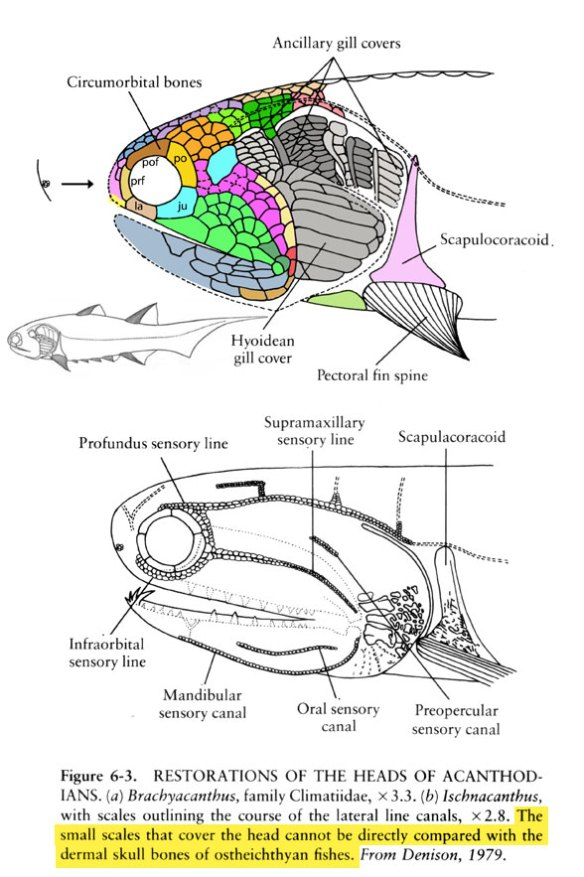 Ancillary gill covers
Circumorbital bones
pof
po
prf
la
ju
Scapulocoracoid.
Hyoidean
gill cover
Pectoral fin spine
Supramaxillary
sensory line
Profundus sensory line
Scapulacoracoid
Infraorbital
sensory line
Mandibular
sensory canal
Oral sensory
canal
Preopercular
sensory canal
Figure 6-3. RESTORATIONS OF THE HEADS OF ACANTHOD-
IANS. (a) Brachyacanthus, family Climatiidae, ×3.3. (b) Ischnacanthus,
with scales outlining the course of the lateral line canals, ×2.8. The
small scales that cover the head cannot be directly compared with the
dermal skull bones of ostheichthyan fishes. From Denison, 1979.